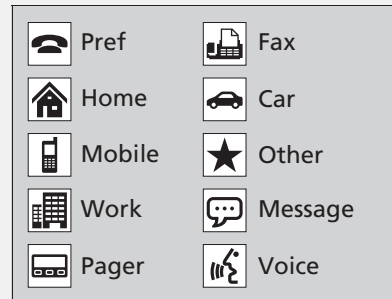 Pref
Fax
Home
Car
Mobile
Other
Work
Message
Pager
Voice